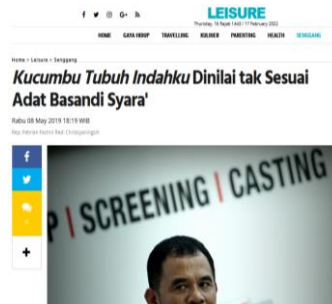 G+
LEISURE
Thursday, 16 Rajab 1443 / 17 February 2022
HOME GAYA HIDUP TRAVELLING KULINER PARENTING HEALTH SENGGANG
Home > Leisure > Senggang
Kucumbu Tubuh Indahku Dinilai tak Sesuai
Adat Basandi Syara'
Rabu 08 May 2019 18:19 WIB
P | SCREENING | CASTING